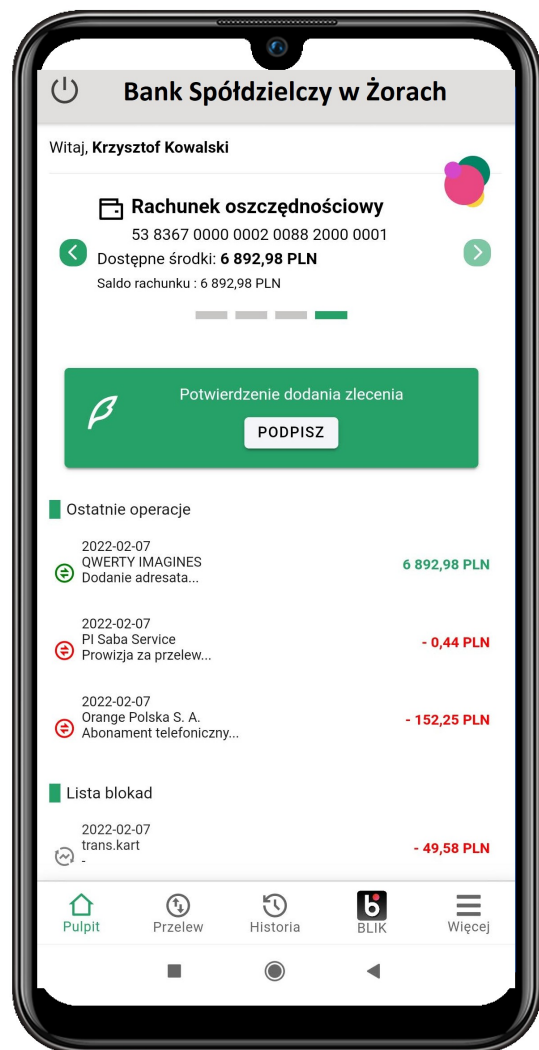 Bank Spółdzielczy w Żorach
Witaj, Krzysztof Kowalski
Rachunek oszczędnościowy
53 8367 0000 0002 0088 2000 0001
Dostępne środki: 6 892,98 PLN
Saldo rachunku : 6 892,98 PLN
Potwierdzenie dodania zlecenia
PODPISZ
Ostatnie operacje
2022-02-07
QWERTY IMAGINES
6 892,98 PLN
Dodanie adresata...
2022-02-07
PI Saba Service
- 0,44 PLN
Prowizja za przelew...
2022-02-07
Orange Polska S. A.
- 152,25 PLN
Abonament telefoniczny...
Lista blokad
2022-02-07
trans.kart
- 49,58 PLN
-
Pulpit Przelew Historia BLIK Więcej